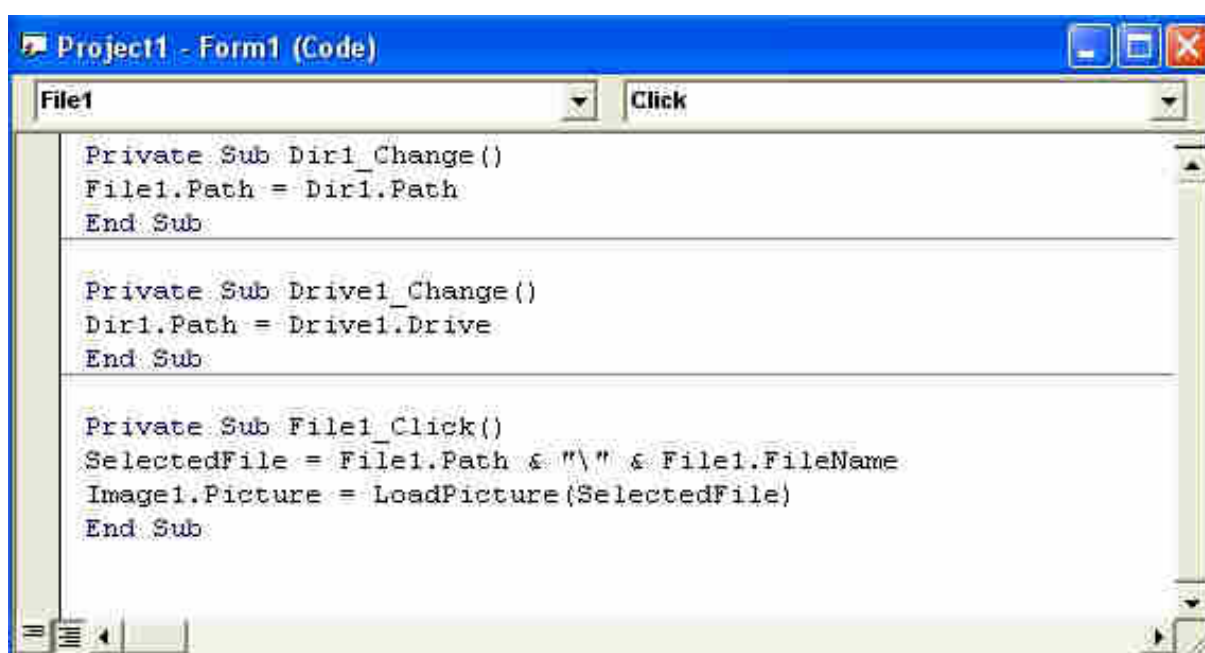 Project1 - Form1 (Code)
File1 Click
Private Sub Dir1_Change()
File1.Path = Dir1.Path
End Sub
Private Sub Drive1_Change()
Dir1.Path = Drive1.Drive
End Sub
Private Sub File1_Click()
SelectedFile = File1.Path & "\" & File1.FileName
Image1.Picture = LoadPicture(SelectedFile)
End Sub